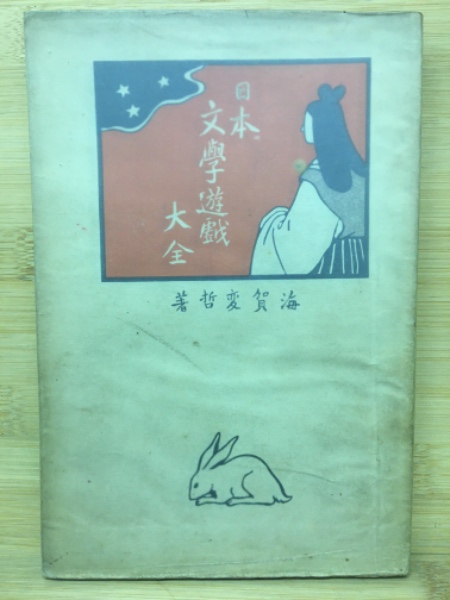 日本
文學遊戯
大全
海賀変哲著